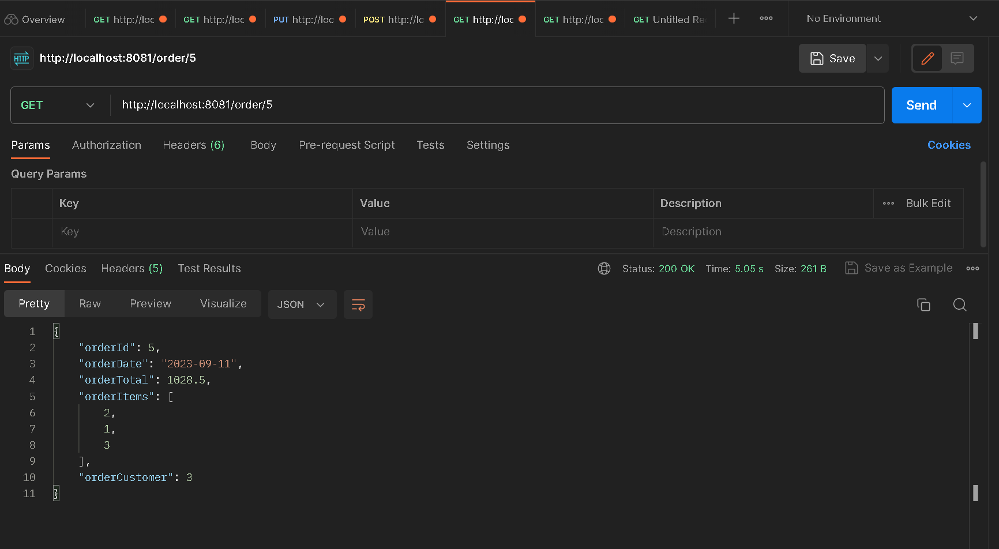 Overview GET http://loc GET http://loc PUT http://loc POST http://lc GET http://loc GET http://loc GET Untitled Re No Environment
HTTP http://localhost:8081/order/5 Save
GET http://localhost:8081/order/5 Send
Params Authorization Headers (6) Body Pre-request Script Tests Settings Cookies
Query Params
Key Value Description Bulk Edit
Key Value Description
Body Cookies Headers (5) Test Results Status: 200 OK Time: 5.05 s Size: 261 B Save as Example
Pretty Raw Preview Visualize JSON
1 {
2 "orderId": 5,
3 "orderDate": "2023-09-11",
4 "orderTotal": 1028.5,
5 "orderItems": [
6 2,
7 1,
8 3
9 ],
10 "orderCustomer": 3
11 }